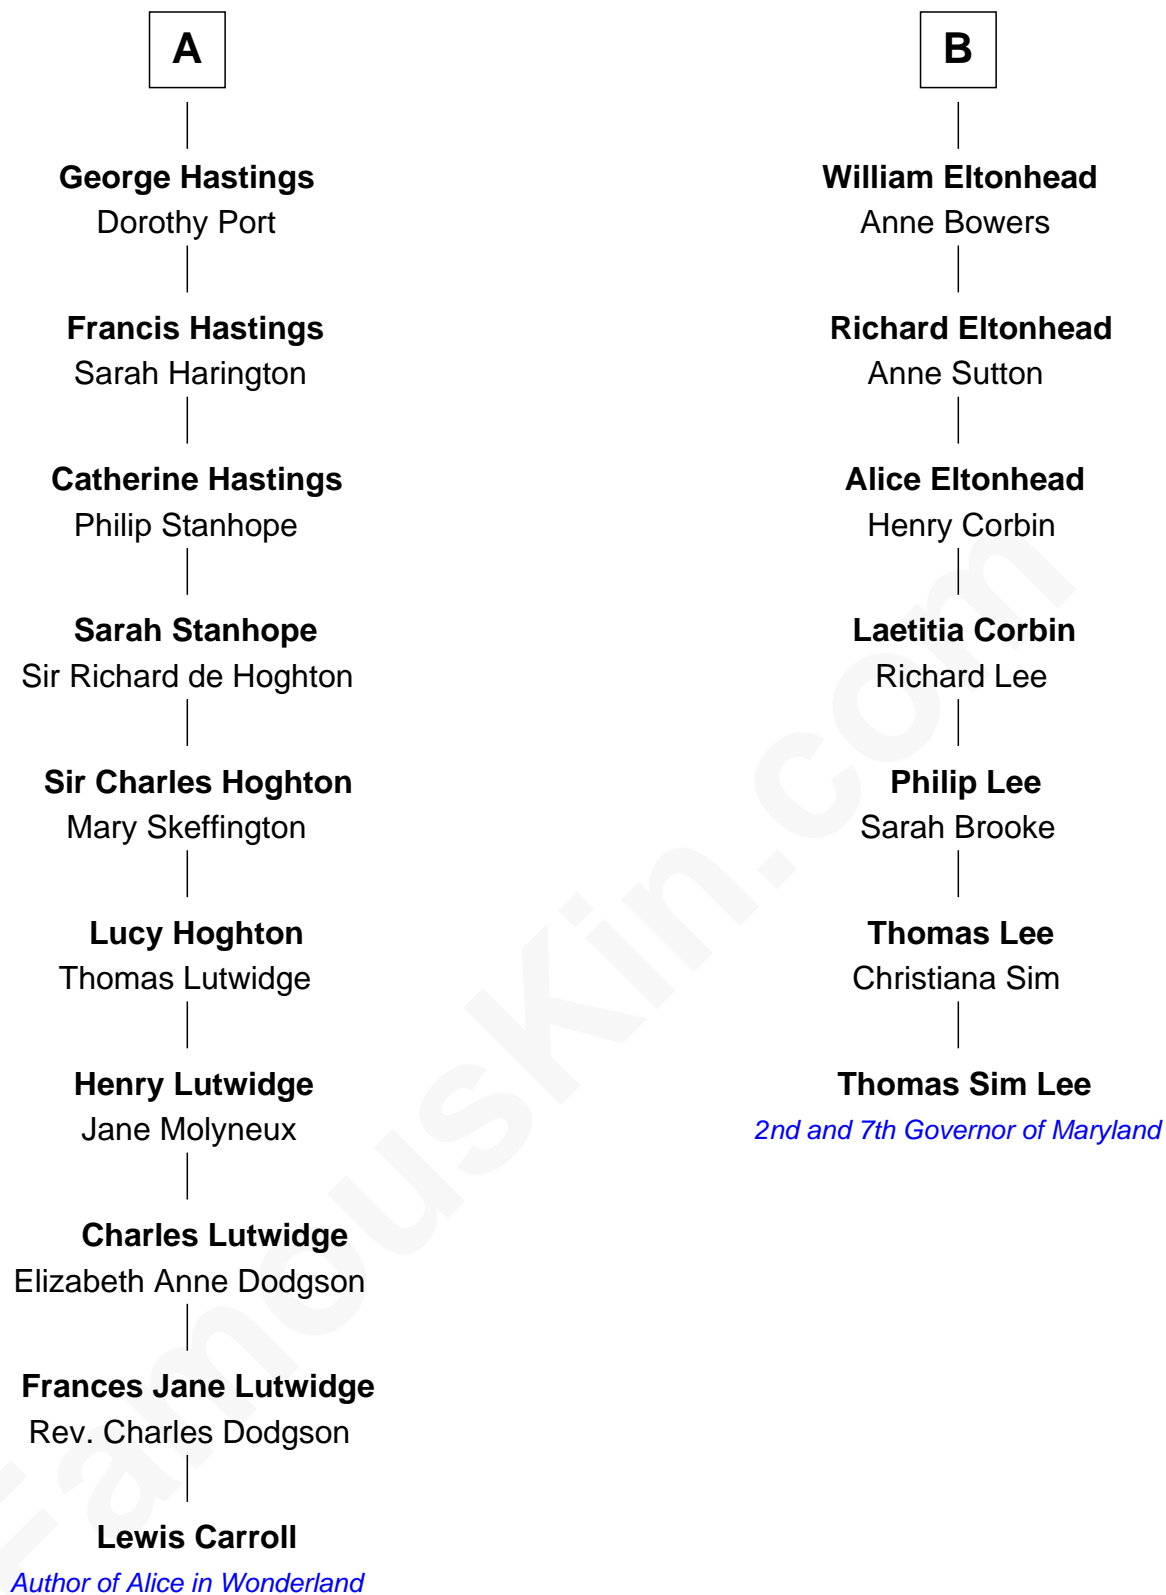 A
George Hastings
Dorothy Port
Francis Hastings
Sarah Harington
Catherine Hastings
Philip Stanhope
Sarah Stanhope
Sir Richard de Hoghton
Sir Charles Hoghton
Mary Skeffington
Lucy Hoghton
Thomas Lutwidge
Henry Lutwidge
Jane Molyneux
Charles Lutwidge
Elizabeth Anne Dodgson
Frances Jane Lutwidge
Rev. Charles Dodgson
Lewis Carroll
Author of Alice in Wonderland
B
William Eltonhead
Anne Bowers
Richard Eltonhead
Anne Sutton
Alice Eltonhead
Henry Corbin
Laetitia Corbin
Richard Lee
Philip Lee
Sarah Brooke
Thomas Lee
Christiana Sim
Thomas Sim Lee
2nd and 7th Governor of Maryland
FamousKin.com